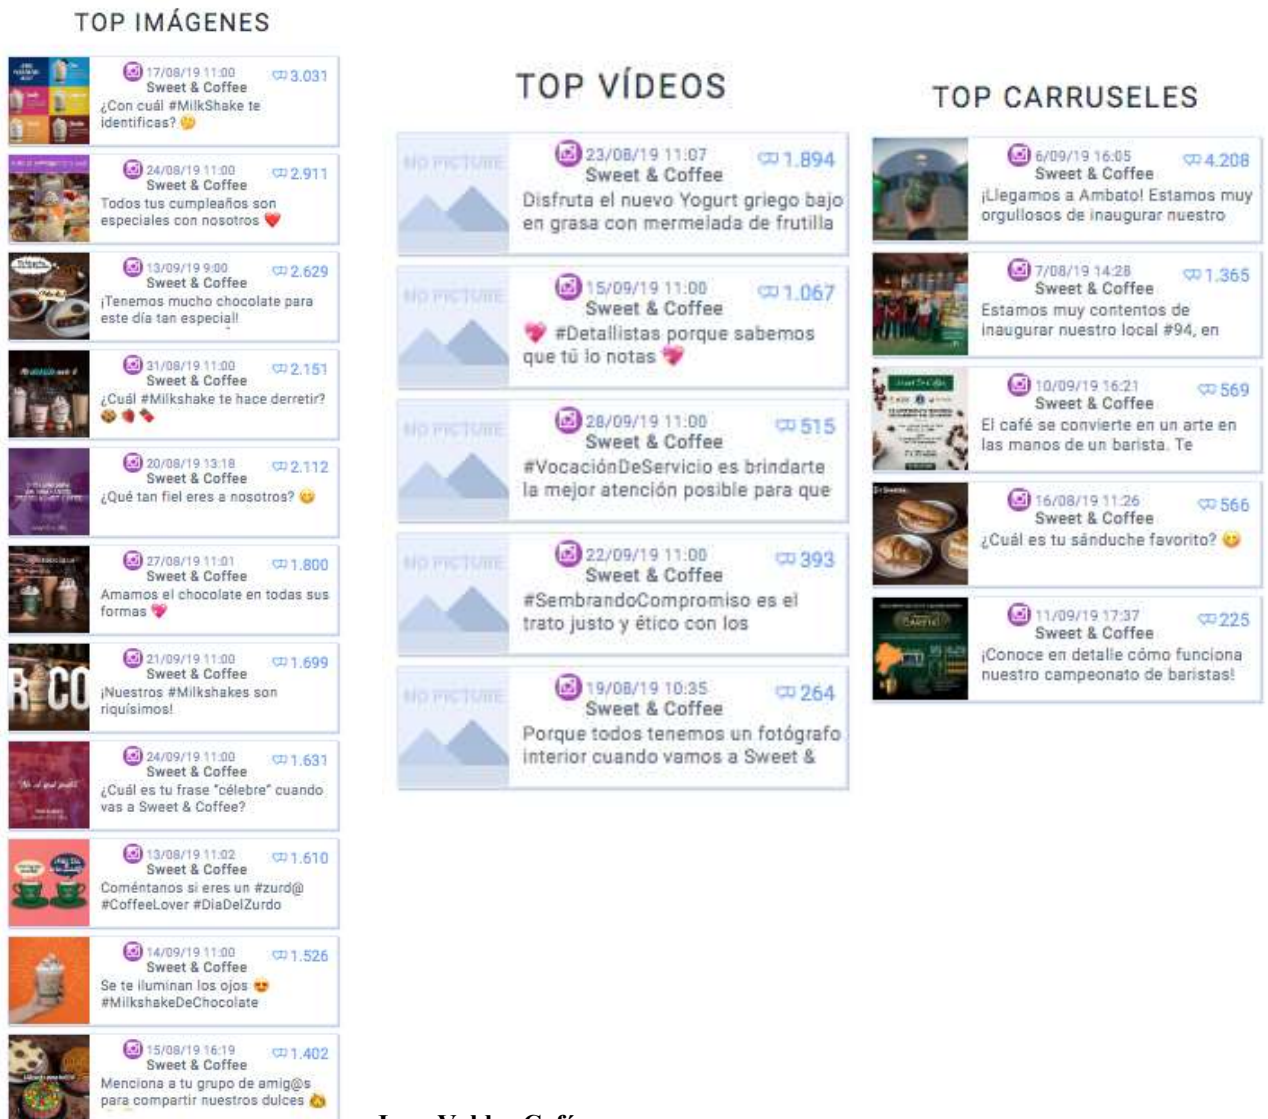 TOP IMÁGENES
17/08/19 11:00
3.031
Sweet & Coffee
¿Con cuál #MilkShake te
identificas? 🤔
24/08/19 11:00
2.911
Sweet & Coffee
Todos tus cumpleaños son
especiales con nosotros ❤️
13/09/19 9:00
2.629
Sweet & Coffee
¡Tenemos mucho chocolate para
este día tan especial!
31/08/19 11:00
2.151
Sweet & Coffee
¿Cuál #Milkshake te hace derretir?
🍪🍓🍫
20/08/19 13:18
2.112
Sweet & Coffee
¿Qué tan fiel eres a nosotros? 😋
27/08/19 11:01
1.800
Sweet & Coffee
Amamos el chocolate en todas sus
formas 💖
21/09/19 11:00
1.699
Sweet & Coffee
¡Nuestros #Milkshakes son
riquísimos!
24/09/19 11:00
1.631
Sweet & Coffee
¿Cuál es tu frase "célebre" cuando
vas a Sweet & Coffee?
13/08/19 11:02
1.610
Sweet & Coffee
Coméntanos si eres un #zurd@
#CoffeeLover #DiaDelZurdo
14/09/19 11:00
1.526
Sweet & Coffee
Se te iluminan los ojos 😍
#MilkshakeDeChocolate
15/08/19 16:19
1.402
Sweet & Coffee
Menciona a tu grupo de amig@s
para compartir nuestros dulces
TOP VÍDEOS
NO PICTURE
23/08/19 11:07
1.894
Sweet & Coffee
Disfruta el nuevo Yogurt griego bajo
en grasa con mermelada de frutilla
NO PICTURE
15/09/19 11:00
1.067
Sweet & Coffee
💖 #Detallistas porque sabemos
que tú lo notas 💖
NO PICTURE
28/09/19 11:00
515
Sweet & Coffee
#VocaciónDeServicio es brindarte
la mejor atención posible para que
NO PICTURE
22/09/19 11:00
393
Sweet & Coffee
#SembrandoCompromiso es el
trato justo y ético con los
NO PICTURE
19/08/19 10:35
264
Sweet & Coffee
Porque todos tenemos un fotógrafo
interior cuando vamos a Sweet &
TOP CARRUSELES
6/09/19 16:05
4.208
Sweet & Coffee
¡Llegamos a Ambato! Estamos muy
orgullosos de inaugurar nuestro
7/08/19 14:28
1.365
Sweet & Coffee
Estamos muy contentos de
inaugurar nuestro local #94, en
10/09/19 16:21
569
Sweet & Coffee
El café se convierte en un arte en
las manos de un barista. Te
16/08/19 11:26
566
Sweet & Coffee
¿Cuál es tu sánduche favorito? 😋
11/09/19 17:37
225
Sweet & Coffee
¡Conoce en detalle cómo funciona
nuestro campeonato de baristas!